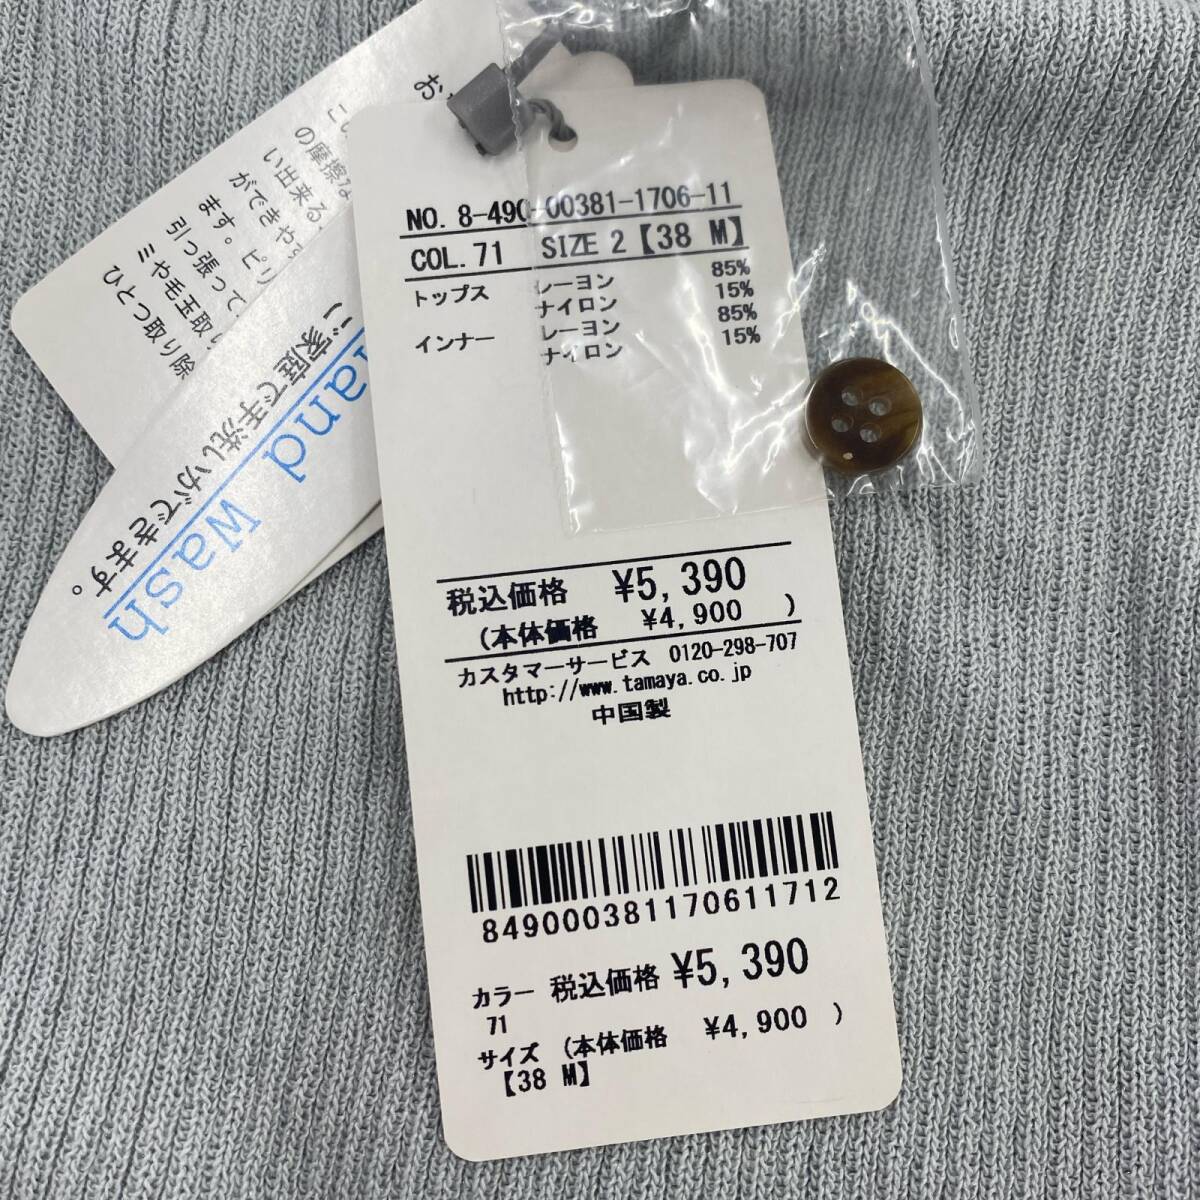 NO. 8-490-00381-1706-11
COL. 71 SIZE 2【38 M】
トップス レーヨン 85%
ナイロン 15%
インナー レーヨン 85%
ナイロン 15%
税込価格 ¥5,390
(本体価格 ¥4,900 )
カスタマーサービス 0120-298-707
http://www.tamaya.co.jp
中国製
849000381170611712
カラー 税込価格 ¥5,390
71
サイズ (本体価格 ¥4,900 )
【38 M】
Hand Wash
ご家庭で手洗いができます。
の摩擦な
い出来る
ができやす
ます。ピリ
引っ張って
ミや毛玉取り
ひとつ取り除